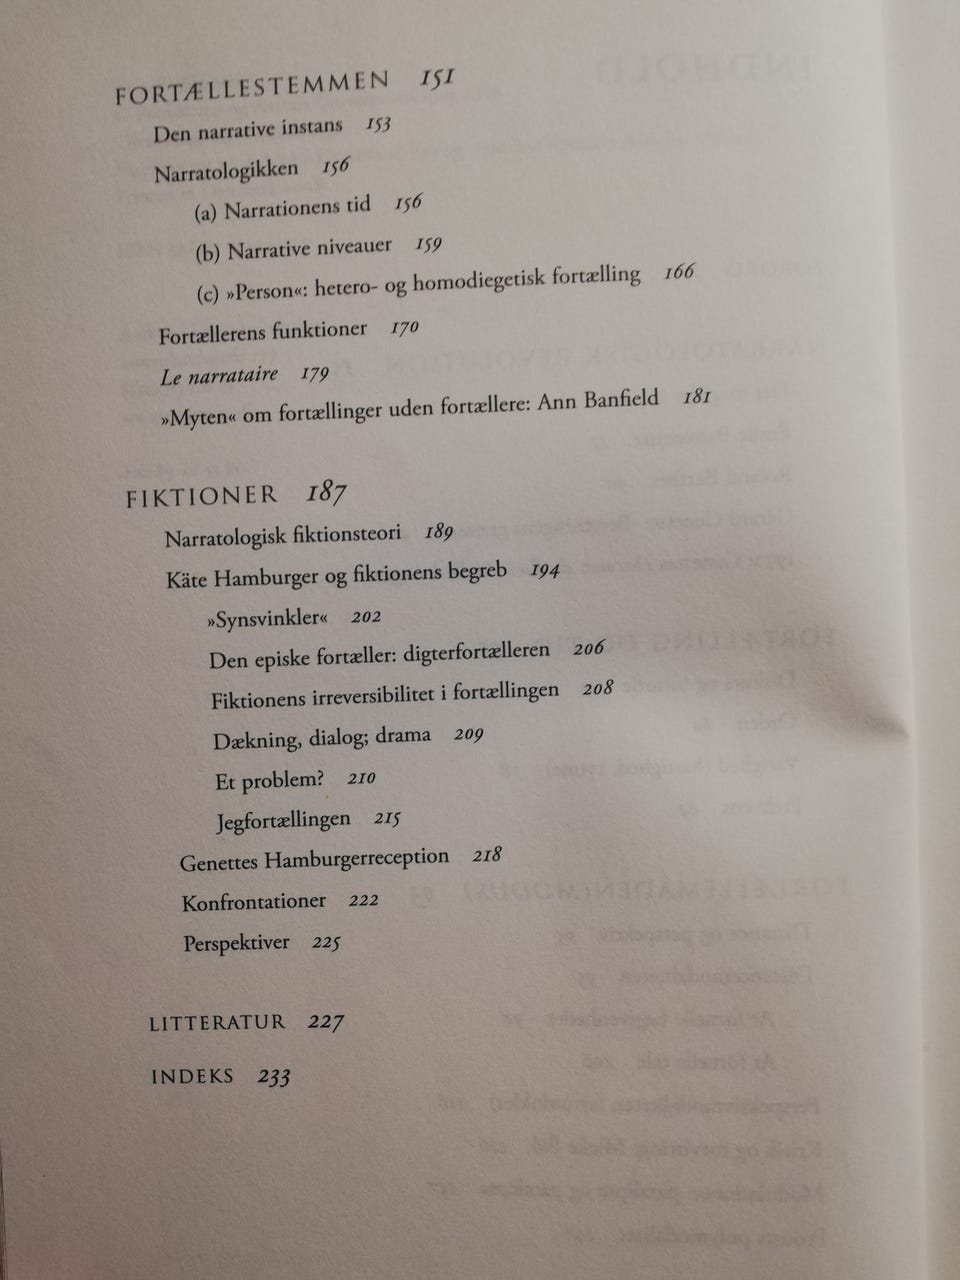 FORTÆLLESTEMMEN 151
Den narrative instans 153
Narratologikken 156
(a) Narrationens tid 156
(b) Narrative niveauer 159
(c) »Person«: hetero- og homodiegetisk fortælling 166
Fortællerens funktioner 170
Le narrataire 179
»Myten« om fortællinger uden fortællere: Ann Banfield 181
FIKTIONER 187
Narratologisk fiktionsteori 189
Käte Hamburger og fiktionens begreb 194
»Synsvinkler« 202
Den episke fortæller: digterfortælleren 206
Fiktionens irreversibilitet i fortællingen 208
Dækning, dialog; drama 209
Et problem? 210
Jegfortællingen 215
Genettes Hamburgerreception 218
Konfrontationer 222
Perspektiver 225
LITTERATUR 227
INDEKS 233